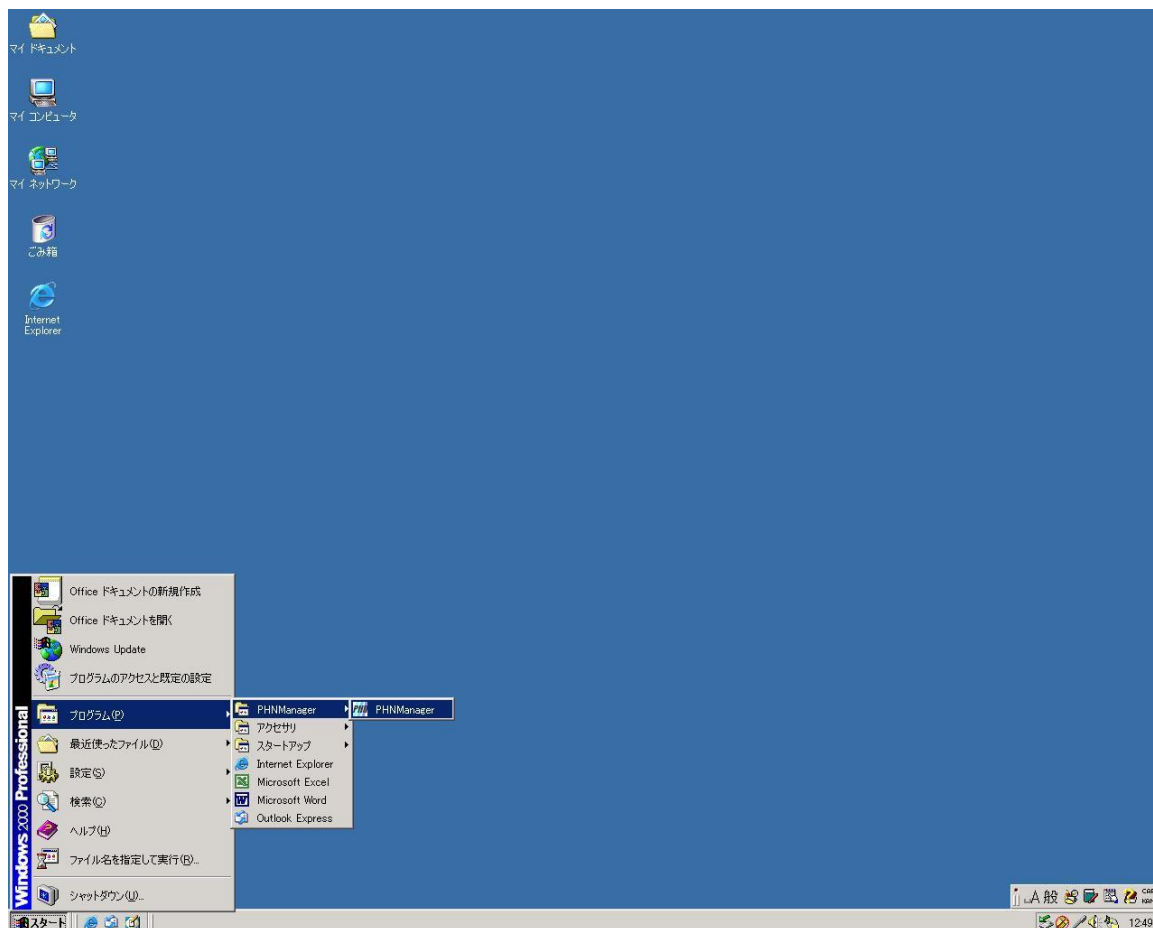 マイ ドキュメント
マイ コンピュータ
マイ ネットワーク
ごみ箱
Internet
Explorer
Office ドキュメントの新規作成
Office ドキュメントを開く
Windows Update
プログラムのアクセスと既定の設定
プログラム(P)
最近使ったファイル(D)
設定(S)
検索(C)
ヘルプ(H)
ファイル名を指定して実行(R)...
シャットダウン(U)...
Windows 2000 Professional
PHNManager
アクセサリ
スタートアップ
Internet Explorer
Microsoft Excel
Microsoft Word
Outlook Express
PHNManager
スタート
A 般
12:49